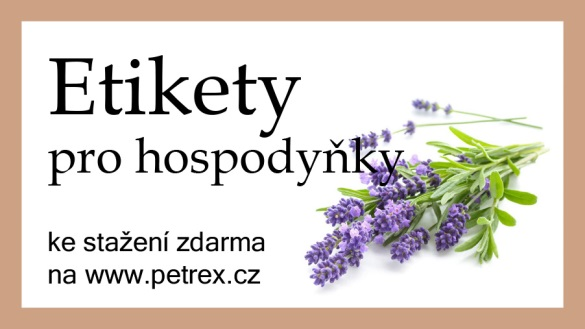 Etikety
pro hospodyňky
ke stažení zdarma
na www.petrex.cz